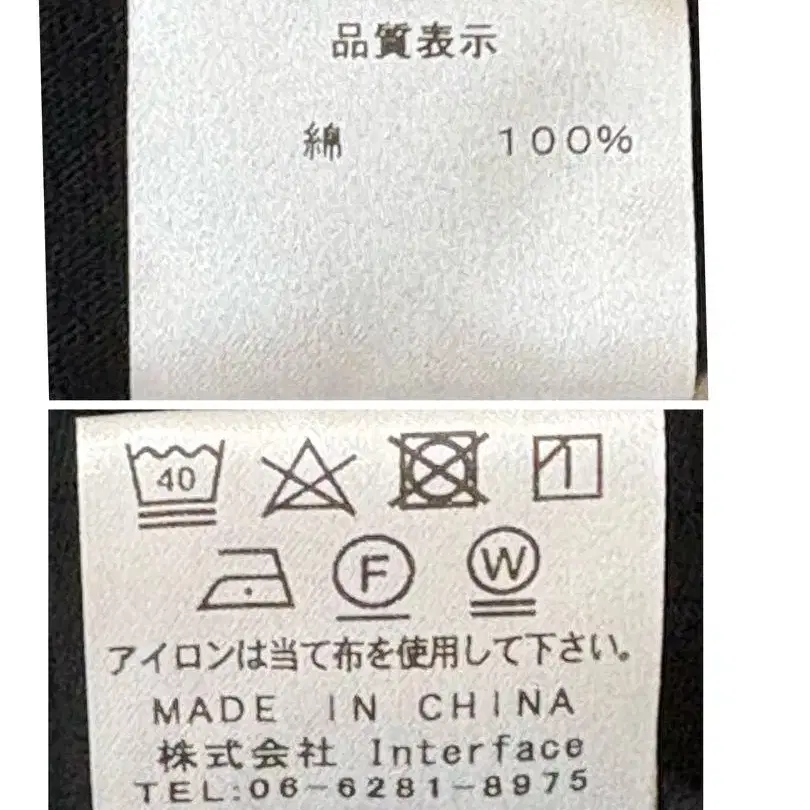 品質表示
綿 100%
40
F W
アイロンは当て布を使用して下さい。
MADE IN CHINA
株式会社 Interface
TEL:06-6281-8975